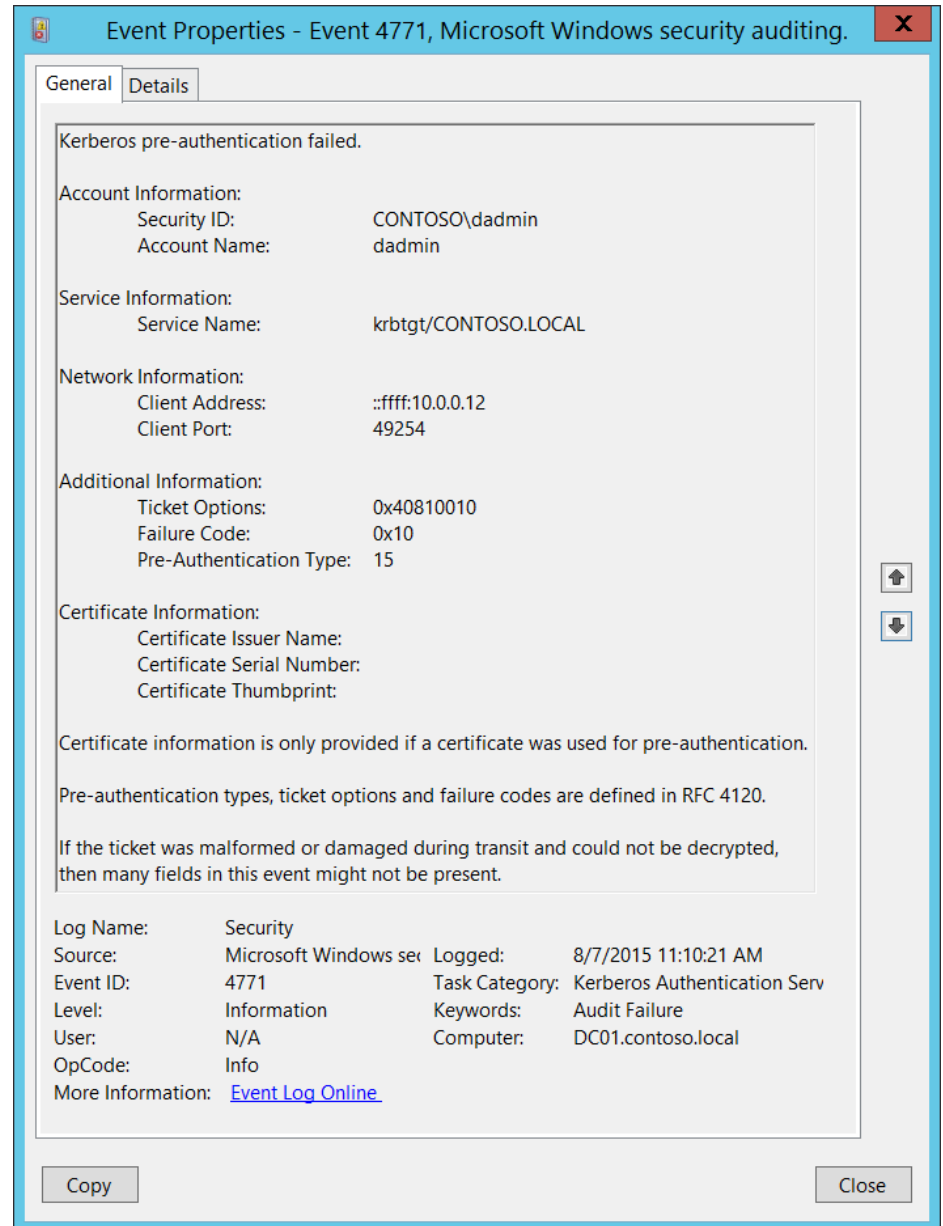 Event Properties - Event 4771, Microsoft Windows security auditing.
X
General Details
Kerberos pre-authentication failed.
Account Information:
Security ID: CONTOSO\dadmin
Account Name: dadmin
Service Information:
Service Name: krbtgt/CONTOSO.LOCAL
Network Information:
Client Address: ::ffff:10.0.0.12
Client Port: 49254
Additional Information:
Ticket Options: 0x40810010
Failure Code: 0x10
Pre-Authentication Type: 15
Certificate Information:
Certificate Issuer Name:
Certificate Serial Number:
Certificate Thumbprint:
Certificate information is only provided if a certificate was used for pre-authentication.
Pre-authentication types, ticket options and failure codes are defined in RFC 4120.
If the ticket was malformed or damaged during transit and could not be decrypted,
then many fields in this event might not be present.
Log Name: Security
Source: Microsoft Windows sec Logged: 8/7/2015 11:10:21 AM
Event ID: 4771 Task Category: Kerberos Authentication Serv
Level: Information Keywords: Audit Failure
User: N/A Computer: DC01.contoso.local
OpCode: Info
More Information: Event Log Online
Copy Close